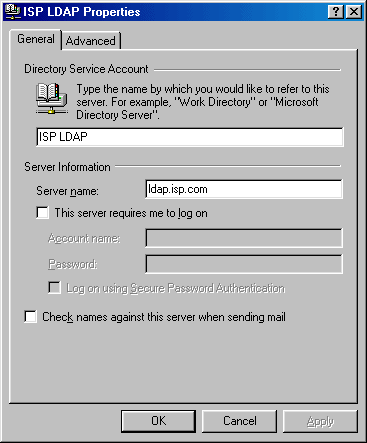 ISP LDAP Properties
General
Advanced
Directory Service Account
Type the name by which you would like to refer to this
server. For example, "Work Directory" or "Microsoft
Directory Server".
ISP LDAP
Server Information
Server name:
ldap.isp.com
This server requires me to log on
Account name:
Password:
Log on using Secure Password Authentication
Check names against this server when sending mail
OK
Cancel
Apply